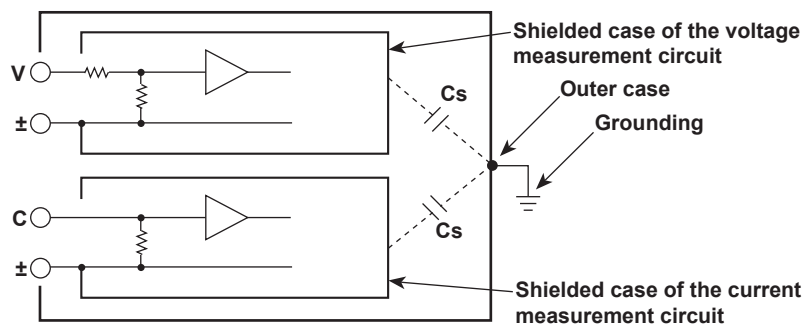 Shielded case of the voltage
measurement circuit
V
Cs
Outer case
±
Grounding
C
Cs
±
Shielded case of the current
measurement circuit